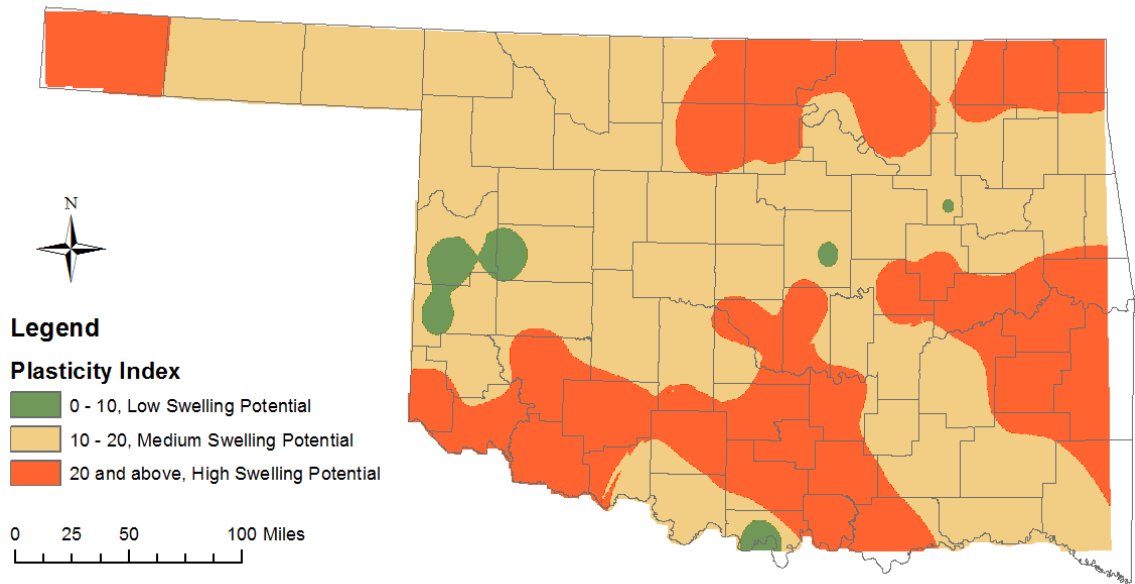 N
Legend
Plasticity Index
0 - 10, Low Swelling Potential
10 - 20, Medium Swelling Potential
20 and above, High Swelling Potential
0 25 50 100 Miles